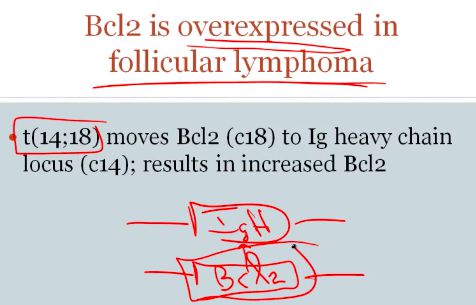 Bcl2 is overexpressed in
follicular lymphoma
• t(14;18) moves Bcl2 (c18) to Ig heavy chain
locus (c14); results in increased Bcl2
IgH
Bcl2